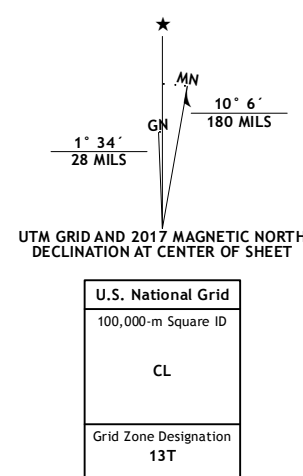 ★
MN
GN
10° 6´
180 MILS
1° 34´
28 MILS
UTM GRID AND 2017 MAGNETIC NORTH
DECLINATION AT CENTER OF SHEET
U.S. National Grid
100,000-m Square ID
CL
Grid Zone Designation
13T